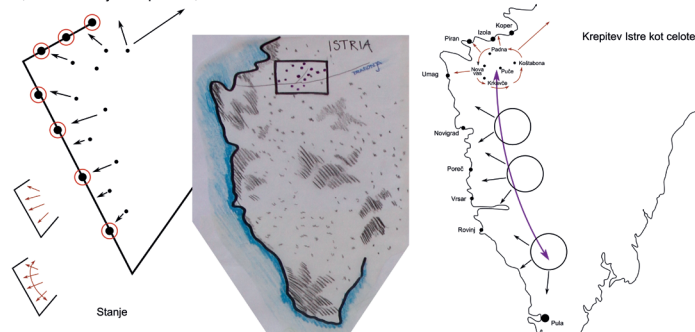 Stanje
ISTRIA
Koper
Izola
Piran
Padna
Krepitev Istre kot celote
Koštabona
Nova vas
Puče
Umag
Krkavče
Novigrad
Poreč
Vrsar
Rovinj
Pula